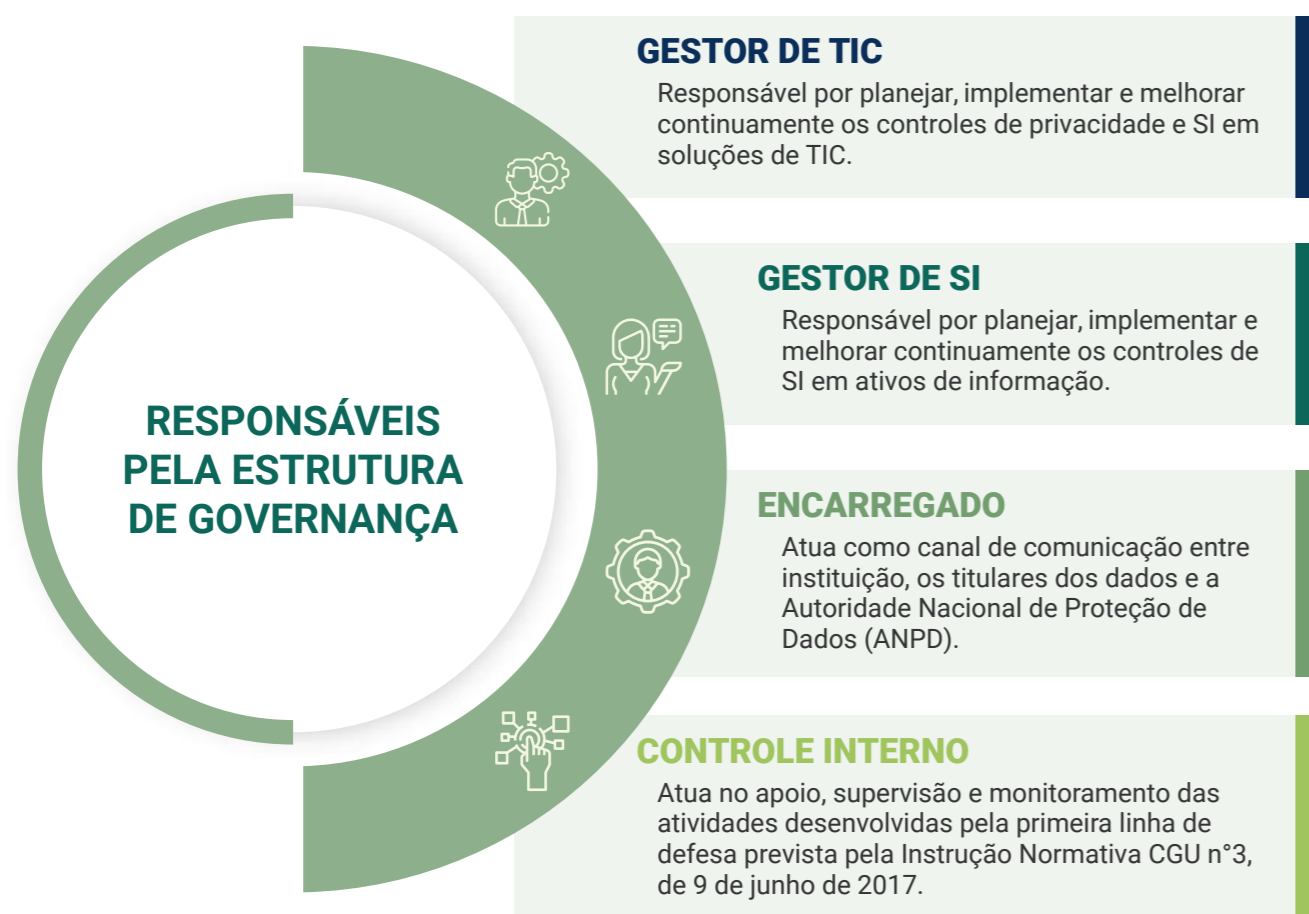 GESTOR DE TIC
Responsável por planejar, implementar e melhorar
continuamente os controles de privacidade e SI em
soluções de TIC.
GESTOR DE SI
Responsável por planejar, implementar e
melhorar continuamente os controles de
SI em ativos de informação.
RESPONSÁVEIS
PELA ESTRUTURA
DE GOVERNANÇA
ENCARREGADO
Atua como canal de comunicação entre
instituição, os titulares dos dados e a
Autoridade Nacional de Proteção de
Dados (ANPD).
CONTROLE INTERNO
Atua no apoio, supervisão e monitoramento das
atividades desenvolvidas pela primeira linha de
defesa prevista pela Instrução Normativa CGU n°3,
de 9 de junho de 2017.